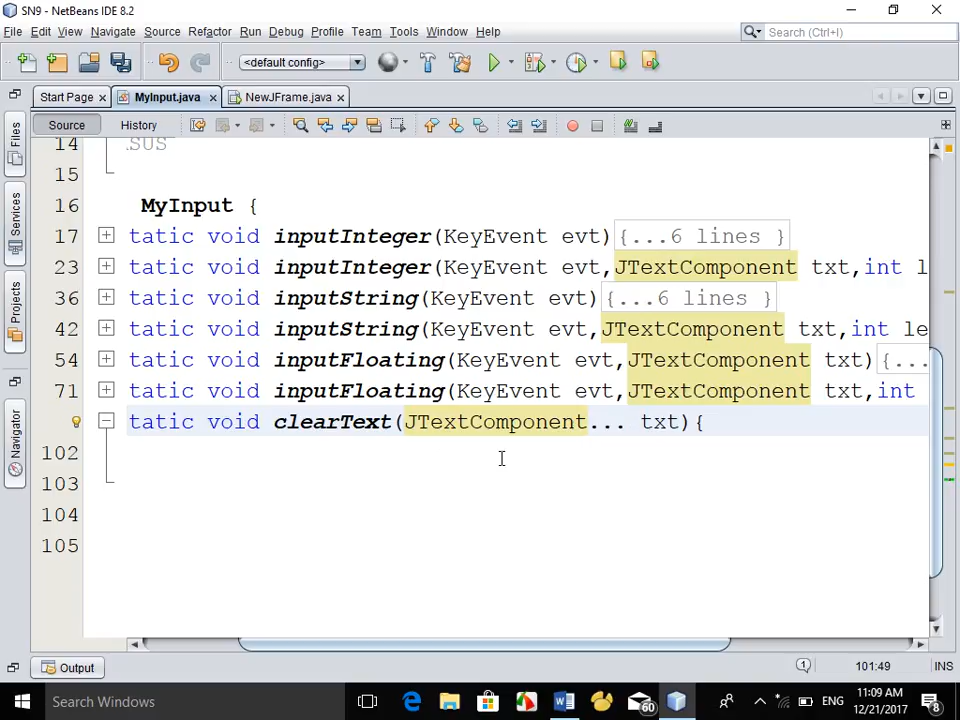 SN9 - NetBeans IDE 8.2
File Edit View Navigate Source Refactor Run Debug Profile Team Tools Window Help
Search (Ctrl+I)
<default config>
Start Page MyInput.java NewJFrame.java
Source History
Files
Services
Projects
Navigator
14 .SUS
15
16 MyInput {
17 tatic void inputInteger(KeyEvent evt){...6 lines }
23 tatic void inputInteger(KeyEvent evt,JTextComponent txt,int l
36 tatic void inputString(KeyEvent evt){...6 lines }
42 tatic void inputString(KeyEvent evt,JTextComponent txt,int le
54 tatic void inputFloating(KeyEvent evt,JTextComponent txt){...
71 tatic void inputFloating(KeyEvent evt,JTextComponent txt,int
tatic void clearText(JTextComponent... txt){
102
103
104
105
Output
1 101:49 INS
Search Windows
60
ENG
11:09 AM
12/21/2017
8